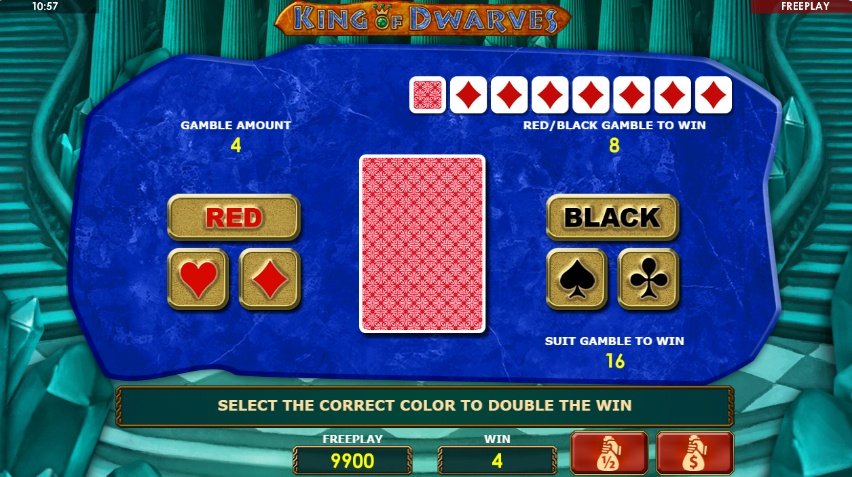 10:57
KING OF DWARVES
FREEPLAY
GAMBLE AMOUNT
4
RED/BLACK GAMBLE TO WIN
8
RED
BLACK
SUIT GAMBLE TO WIN
16
SELECT THE CORRECT COLOR TO DOUBLE THE WIN
FREEPLAY
9900
WIN
4
½
$